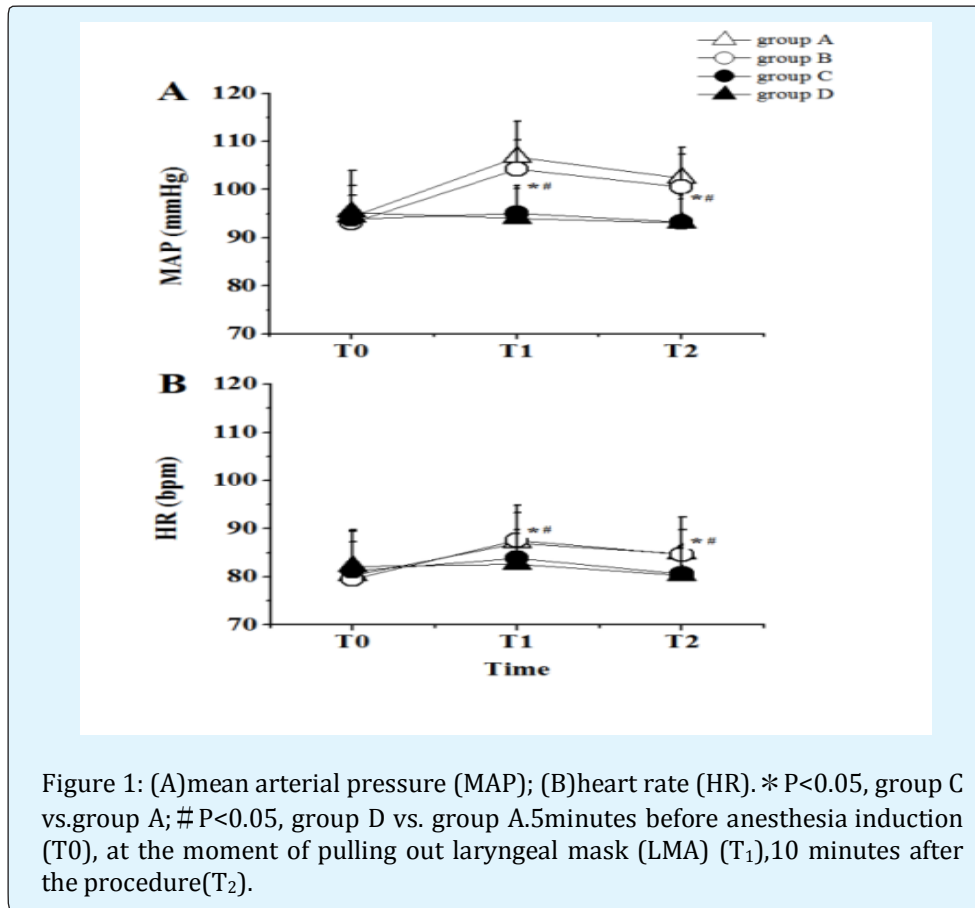 group A
group B
group C
group D
A
120
110
100
90
80
70
MAP (mmHg)
*#
*#
T0 T1 T2
B
120
110
100
90
80
70
HR (bpm)
*#
*#
T0 T1 T2
Time
Figure 1: (A)mean arterial pressure (MAP); (B)heart rate (HR).＊P<0.05, group C
vs.group A;＃P<0.05, group D vs. group A.5minutes before anesthesia induction
(T0), at the moment of pulling out laryngeal mask (LMA) (T₁),10 minutes after
the procedure(T₂).